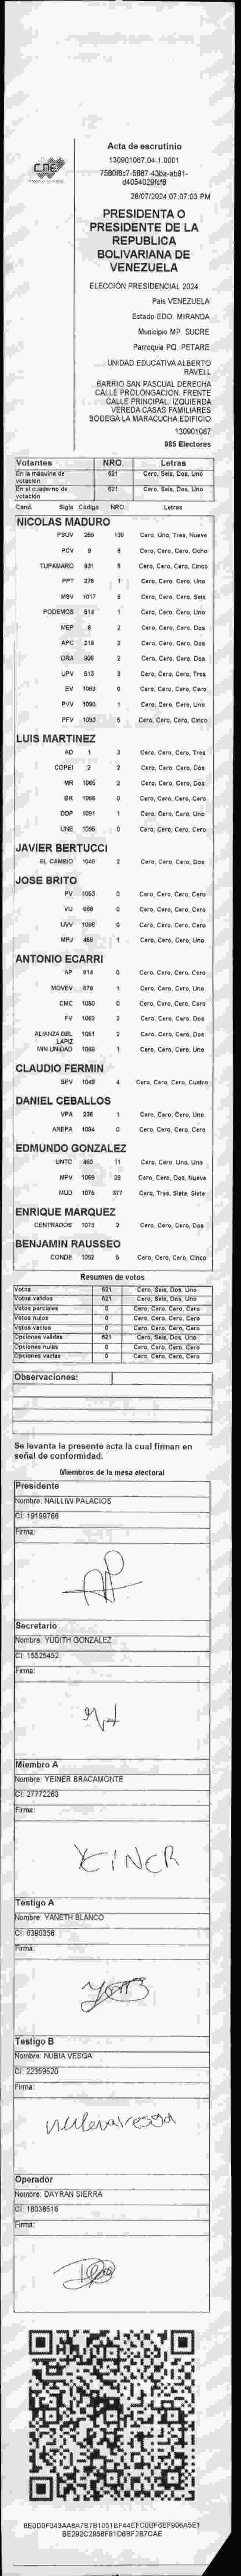 CNE
Acta de escrutinio
130901067.04.1.0001
28/07/2024 07:07:03 PM
PRESIDENTA O
PRESIDENTE DE LA
REPUBLICA
BOLIVARIANA DE
VENEZUELA
ELECCIÓN PRESIDENCIAL 2024
Pais VENEZUELA
Estado EDO. MIRANDA
Municipio MP. SUCRE
Parroquia PQ. PETARE
UNIDAD EDUCATIVA ALBERTO
RAVELL
BARRIO SAN PASCUAL DERECHA
CALLE PROLONGACION. FRENTE
CALLE PRINCIPAL. IZQUIERDA
VEREDA CASAS FAMILIARES
BODEGA LA MARACUCHA EDIFICIO
130901067
985 Electores
Votantes NRO. Letras
En la máquina de votación 621 Cero, Seis, Dos, Uno
En el cuaderno de votación 621 Cero, Seis, Dos, Uno
Cand. Sigla Código NRO. Letras
NICOLAS MADURO
PSUV 269 139 Cero, Uno, Tres, Nueve
PCV 8 Cero, Cero, Cero, Ocho
TUPAMARO 931 5 Cero, Cero, Cero, Cinco
PPT 276 1 Cero, Cero, Cero, Uno
MSV 1017 6 Cero, Cero, Cero, Seis
PODEMOS 514 1 Cero, Cero, Cero, Uno
MEP 6 2 Cero, Cero, Cero, Dos
APC 218 2 Cero, Cero, Cero, Dos
ORA 906 2 Cero, Cero, Cero, Dos
UPV 513 3 Cero, Cero, Cero, Tres
EV 1083 0 Cero, Cero, Cero, Cero
PVV 1090 1 Cero, Cero, Cero, Uno
PFV 1093 5 Cero, Cero, Cero, Cinco
LUIS MARTINEZ
AD 1 3 Cero, Cero, Cero, Tres
COPEI 2 2 Cero, Cero, Cero, Dos
MR 1065 2 Cero, Cero, Cero, Dos
BR 1066 0 Cero, Cero, Cero, Cero
DDP 1091 1 Cero, Cero, Cero, Uno
UNE 1095 0 Cero, Cero, Cero, Cero
JAVIER BERTUCCI
EL CAMBIO 1046 2 Cero, Cero, Cero, Dos
JOSE BRITO
PV 1053 0 Cero, Cero, Cero, Cero
VU 868 0 Cero, Cero, Cero, Cero
UVV 1096 0 Cero, Cero, Cero, Cero
MPJ 458 1 Cero, Cero, Cero, Uno
ANTONIO ECARRI
AP 914 0 Cero, Cero, Cero, Cero
MOVEV 978 1 Cero, Cero, Cero, Uno
CMC 1050 0 Cero, Cero, Cero, Cero
FV 1062 2 Cero, Cero, Cero, Dos
ALIANZA DEL LAPIZ 1061 2 Cero, Cero, Cero, Dos
MIN UNIDAD 1069 1 Cero, Cero, Cero, Uno
CLAUDIO FERMIN
SPV 1049 4 Cero, Cero, Cero, Cuatro
DANIEL CEBALLOS
VPA 236 1 Cero, Cero, Cero, Uno
AREPA 1094 0 Cero, Cero, Cero, Cero
EDMUNDO GONZALEZ
UNTC 460 11 Cero, Cero, Uno, Uno
MPV 1066 29 Cero, Cero, Dos, Nueve
MUD 1076 377 Cero, Tres, Siete, Siete
ENRIQUE MARQUEZ
CENTRADOS 1073 2 Cero, Cero, Cero, Dos
BENJAMIN RAUSSEO
CONDE 1092 5 Cero, Cero, Cero, Cinco
Resumen de votos
Votos 621 Cero, Seis, Dos, Uno
Votos validos 621 Cero, Seis, Dos, Uno
Votos parciales 0 Cero, Cero, Cero, Cero
Votos nulos 0 Cero, Cero, Cero, Cero
Votos vacíos 0 Cero, Cero, Cero, Cero
Opciones validas 621 Cero, Seis, Dos, Uno
Opciones nulas 0 Cero, Cero, Cero, Cero
Opciones vacías 0 Cero, Cero, Cero, Cero
Observaciones:
Se levanta la presente acta la cual firman en
señal de conformidad.
Miembros de la mesa electoral
Presidente
Nombre: NAILLIW PALACIOS
CI: 19199766
Firma:
Secretario
Nombre: YUDITH GONZALEZ
CI: 15525452
Firma:
Miembro A
Nombre: YEINER BRACAMONTE
CI: 27772263
Firma:
YEINER
Testigo A
Nombre: YANETH BLANCO
CI: 6390358
Firma:
Testigo B
Nombre: NUBIA VESGA
CI: 22359520
Firma:
Operador
Nombre: DAYRAN SIERRA
CI: 18038518
Firma: